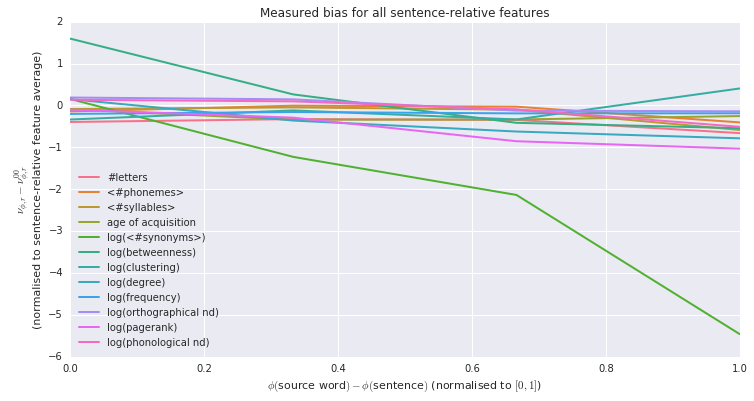 Measured bias for all sentence-relative features
2
1
0
−1
−2
−3
−4
−5
−6
ν_{ϕ,r} − ν^{00}_{ϕ,r}
(normalised to sentence-relative feature average)
#letters
<#phonemes>
<#syllables>
age of acquisition
log(<#synonyms>)
log(betweenness)
log(clustering)
log(degree)
log(frequency)
log(orthographical nd)
log(pagerank)
log(phonological nd)
0.0 0.2 0.4 0.6 0.8 1.0
ϕ(source word) − ϕ(sentence) (normalised to [0, 1])